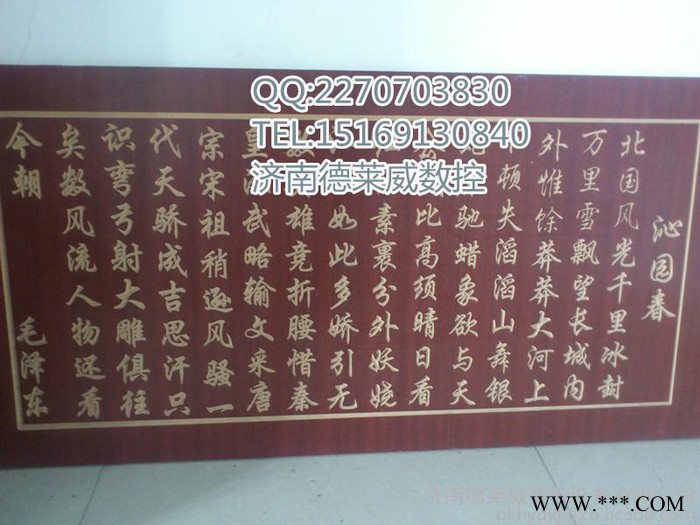 QQ:2270703830
TEL:15169130840
济南德莱威数控
沁园春
北国风光千里冰封
万里雪飘望长城内
外惟馀莽莽大河上
顿失滔滔山舞银
驰蜡象欲与天
比高须晴日看
素裹分外妖娆
如此多娇引无
雄竞折腰惜秦
皇武略输文采唐
宗宋祖稍逊风骚一
代天骄成吉思汗只
识弯弓射大雕俱往
矣数风流人物还看
今朝
毛泽东
WWW.***.COM